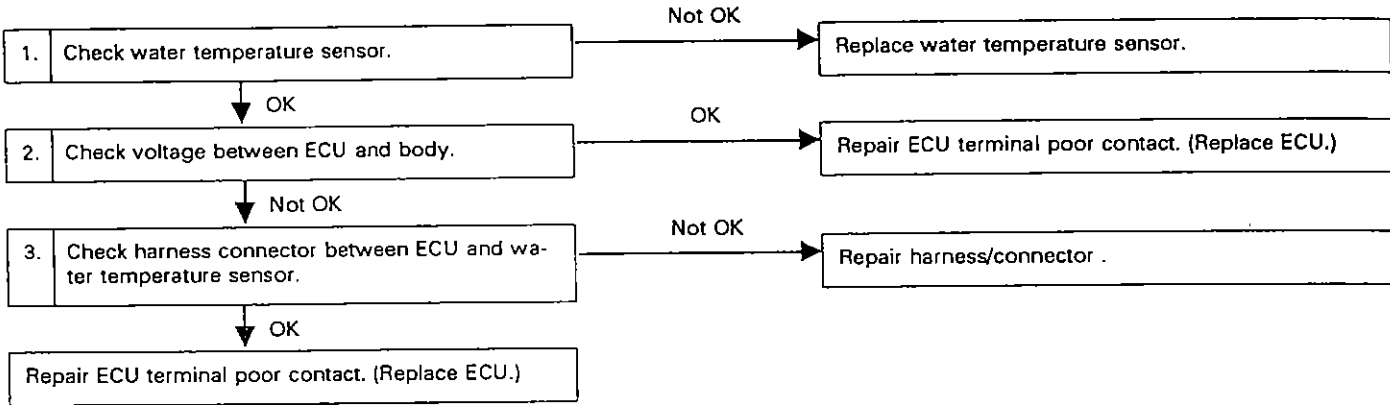 Not OK
1. Check water temperature sensor.
Replace water temperature sensor.
OK
2. Check voltage between ECU and body.
OK
Repair ECU terminal poor contact. (Replace ECU.)
Not OK
3. Check harness connector between ECU and wa-
ter temperature sensor.
Not OK
Repair harness/connector .
OK
Repair ECU terminal poor contact. (Replace ECU.)